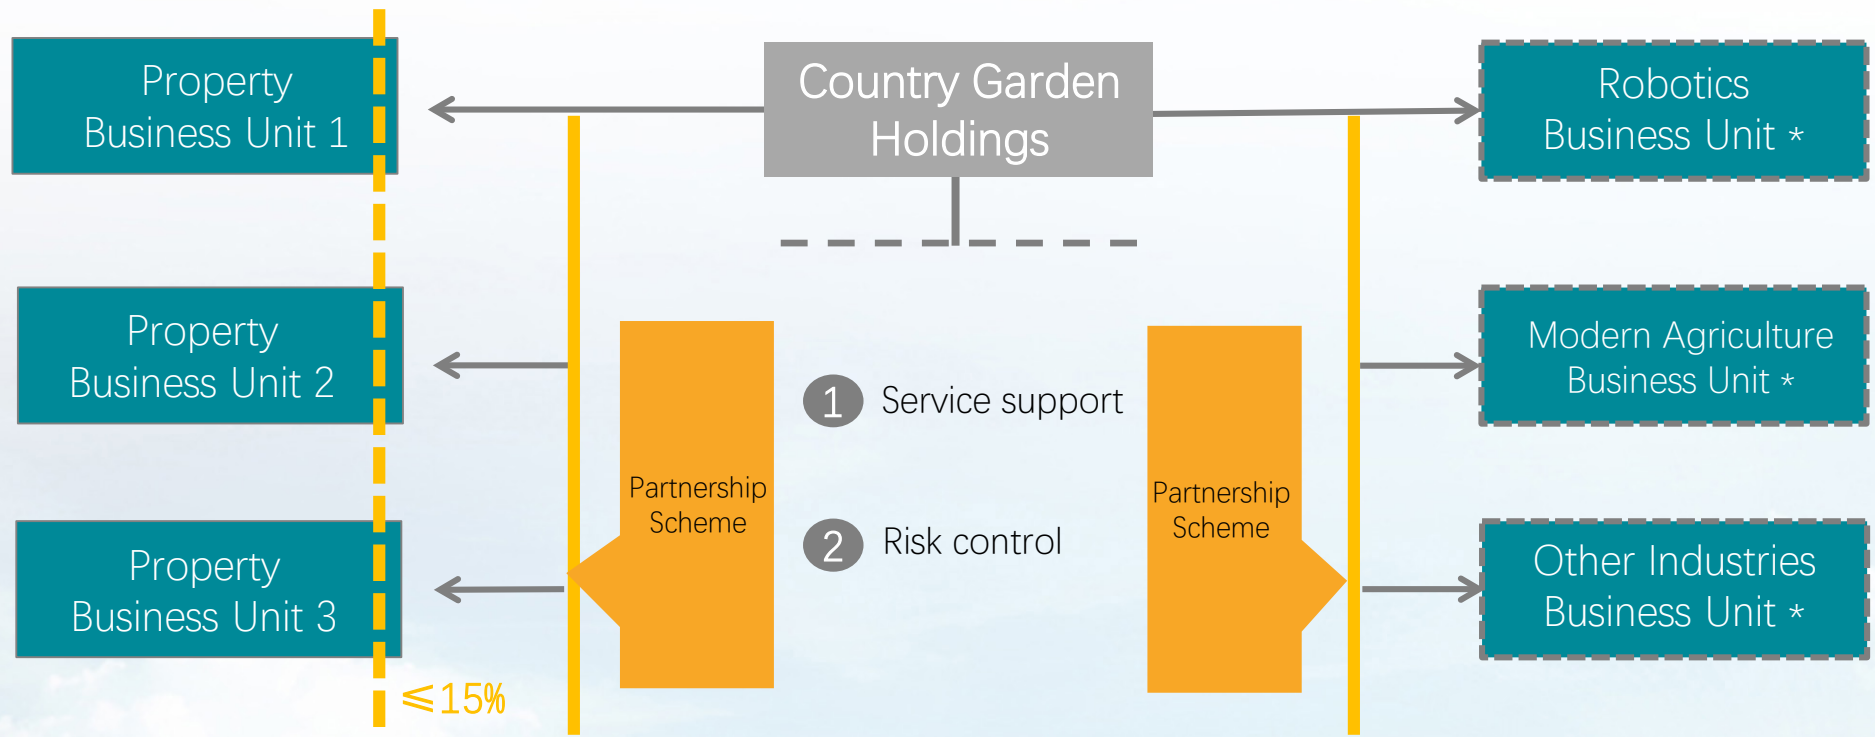 Property
Business Unit 1
Country Garden
Holdings
Robotics
Business Unit *
Property
Business Unit 2
Modern Agriculture
Business Unit *
1 Service support
Partnership
Scheme
2 Risk control
Partnership
Scheme
Property
Business Unit 3
Other Industries
Business Unit *
⩽15%